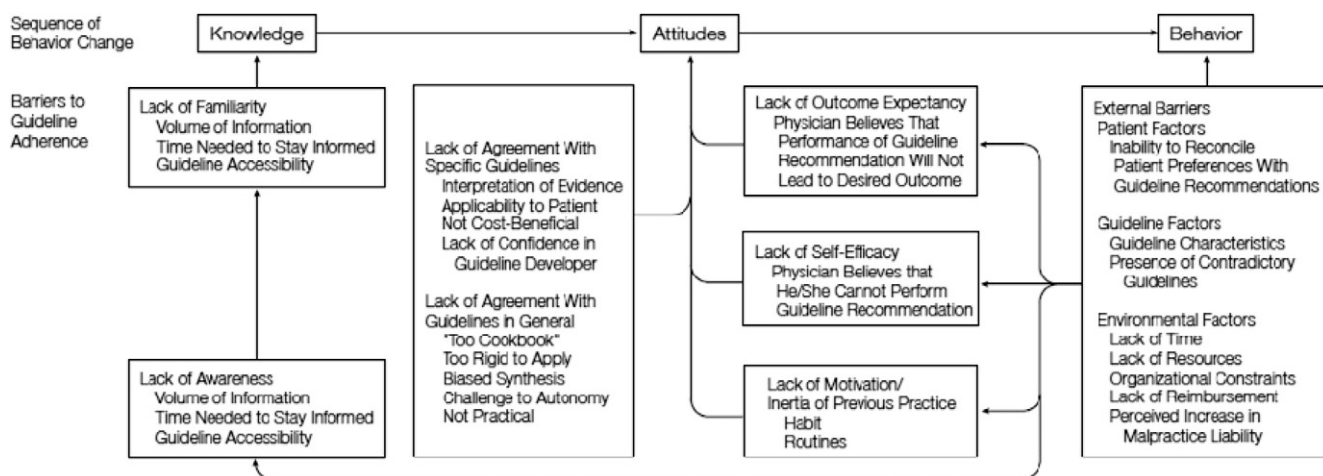 Sequence of
Behavior Change
Knowledge
Attitudes
Behavior
Barriers to
Guideline
Adherence
Lack of Familiarity
Volume of Information
Time Needed to Stay Informed
Guideline Accessibility
Lack of Awareness
Volume of Information
Time Needed to Stay Informed
Guideline Accessibility
Lack of Agreement With
Specific Guidelines
Interpretation of Evidence
Applicability to Patient
Not Cost-Beneficial
Lack of Confidence in
Guideline Developer
Lack of Agreement With
Guidelines in General
"Too Cookbook"
Too Rigid to Apply
Biased Synthesis
Challenge to Autonomy
Not Practical
Lack of Outcome Expectancy
Physician Believes That
Performance of Guideline
Recommendation Will Not
Lead to Desired Outcome
Lack of Self-Efficacy
Physician Believes that
He/She Cannot Perform
Guideline Recommendation
Lack of Motivation/
Inertia of Previous Practice
Habit
Routines
External Barriers
Patient Factors
Inability to Reconcile
Patient Preferences With
Guideline Recommendations
Guideline Factors
Guideline Characteristics
Presence of Contradictory
Guidelines
Environmental Factors
Lack of Time
Lack of Resources
Organizational Constraints
Lack of Reimbursement
Perceived Increase in
Malpractice Liability